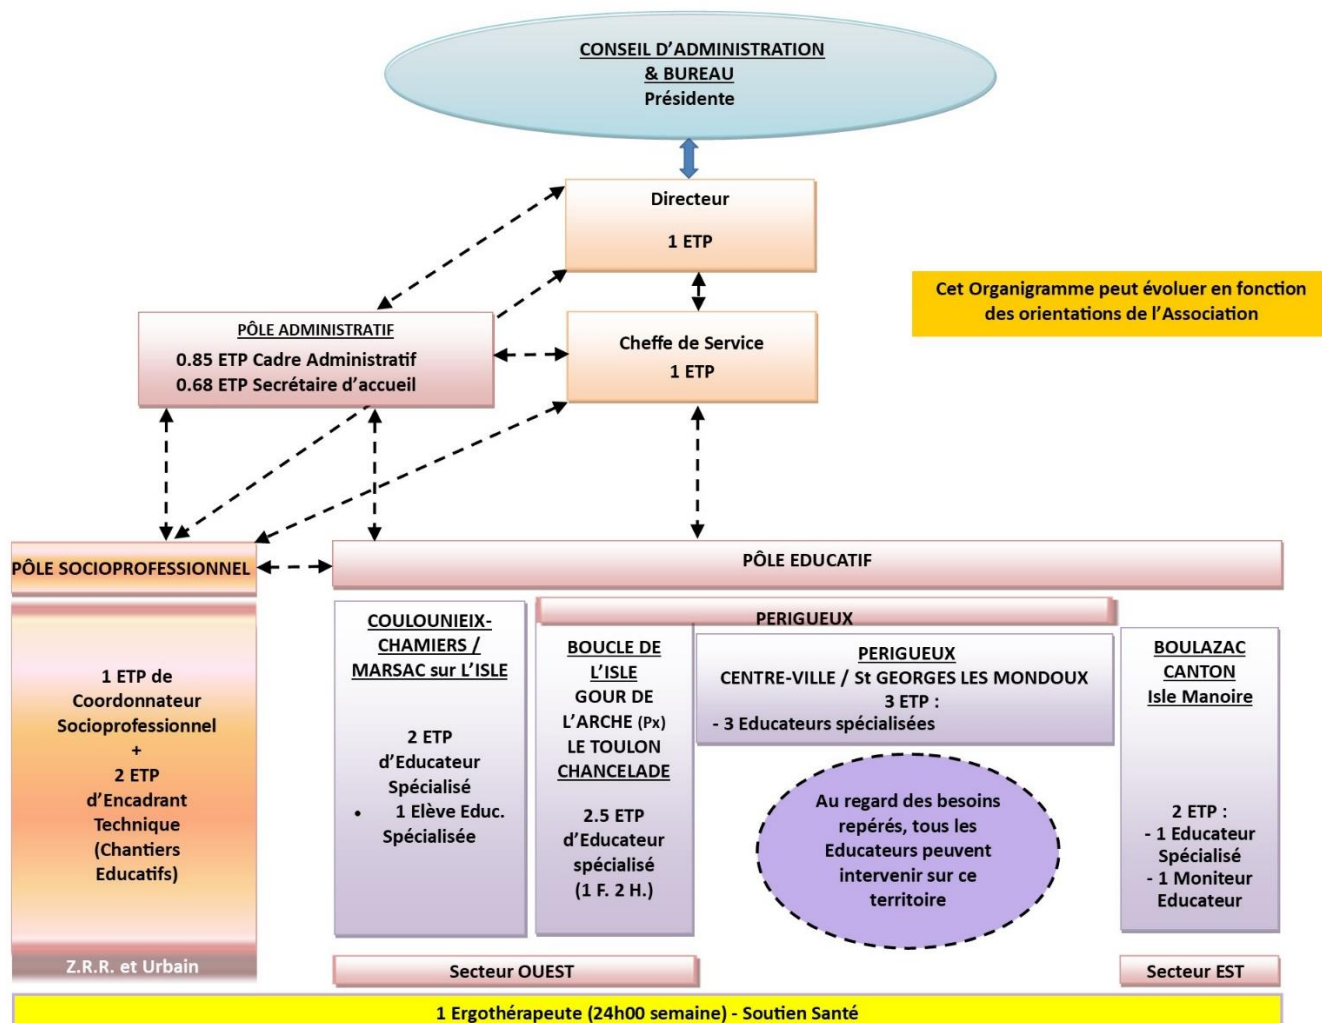 CONSEIL D’ADMINISTRATION
& BUREAU
Présidente
Directeur
1 ETP
Cet Organigramme peut évoluer en fonction
des orientations de l’Association
PÔLE ADMINISTRATIF
0.85 ETP Cadre Administratif
0.68 ETP Secrétaire d’accueil
Cheffe de Service
1 ETP
PÔLE SOCIOPROFESSIONNEL
PÔLE EDUCATIF
1 ETP de
Coordonnateur
Socioprofessionnel
+
2 ETP
d’Encadrant
Technique
(Chantiers
Educatifs)
Z.R.R. et Urbain
COULOUNIEIX-
CHAMIERS /
MARSAC sur L’ISLE
2 ETP
d’Educateur
Spécialisé
• 1 Elève Educ.
Spécialisée
PERIGUEUX
BOUCLE DE
L’ISLE
GOUR DE
L’ARCHE (Px)
LE TOULON
CHANCELADE
2.5 ETP
d’Educateur
spécialisé
(1 F. 2 H.)
PERIGUEUX
CENTRE-VILLE / St GEORGES LES MONDOUX
3 ETP :
- 3 Educateurs spécialisées
Au regard des besoins
repérés, tous les
Educateurs peuvent
intervenir sur ce
territoire
BOULAZAC
CANTON
Isle Manoire
2 ETP :
- 1 Educateur
Spécialisé
- 1 Moniteur
Educateur
Secteur OUEST
Secteur EST
1 Ergothérapeute (24h00 semaine) - Soutien Santé